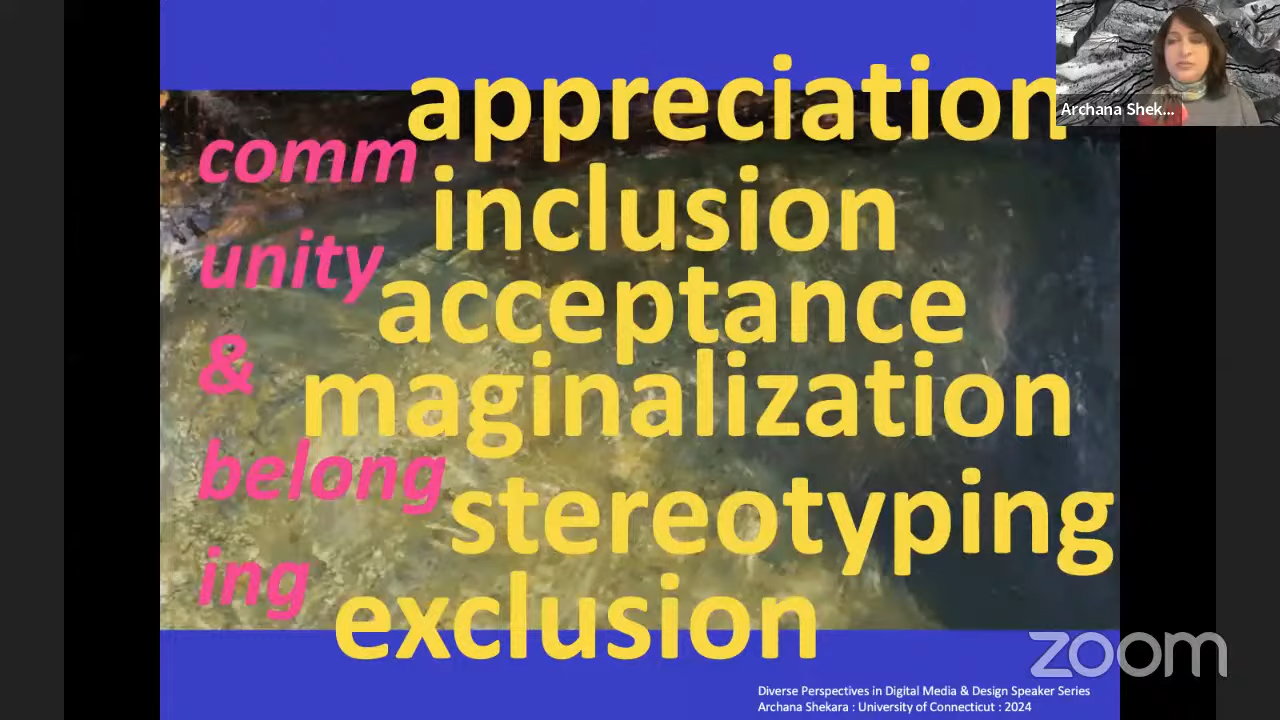 appreciation
comm
inclusion
unity
acceptance
&
maginalization
belong
stereotyping
ing
exclusion
Archana Shek...
zoom
Diverse Perspectives in Digital Media & Design Speaker Series
Archana Shekara : University of Connecticut : 2024